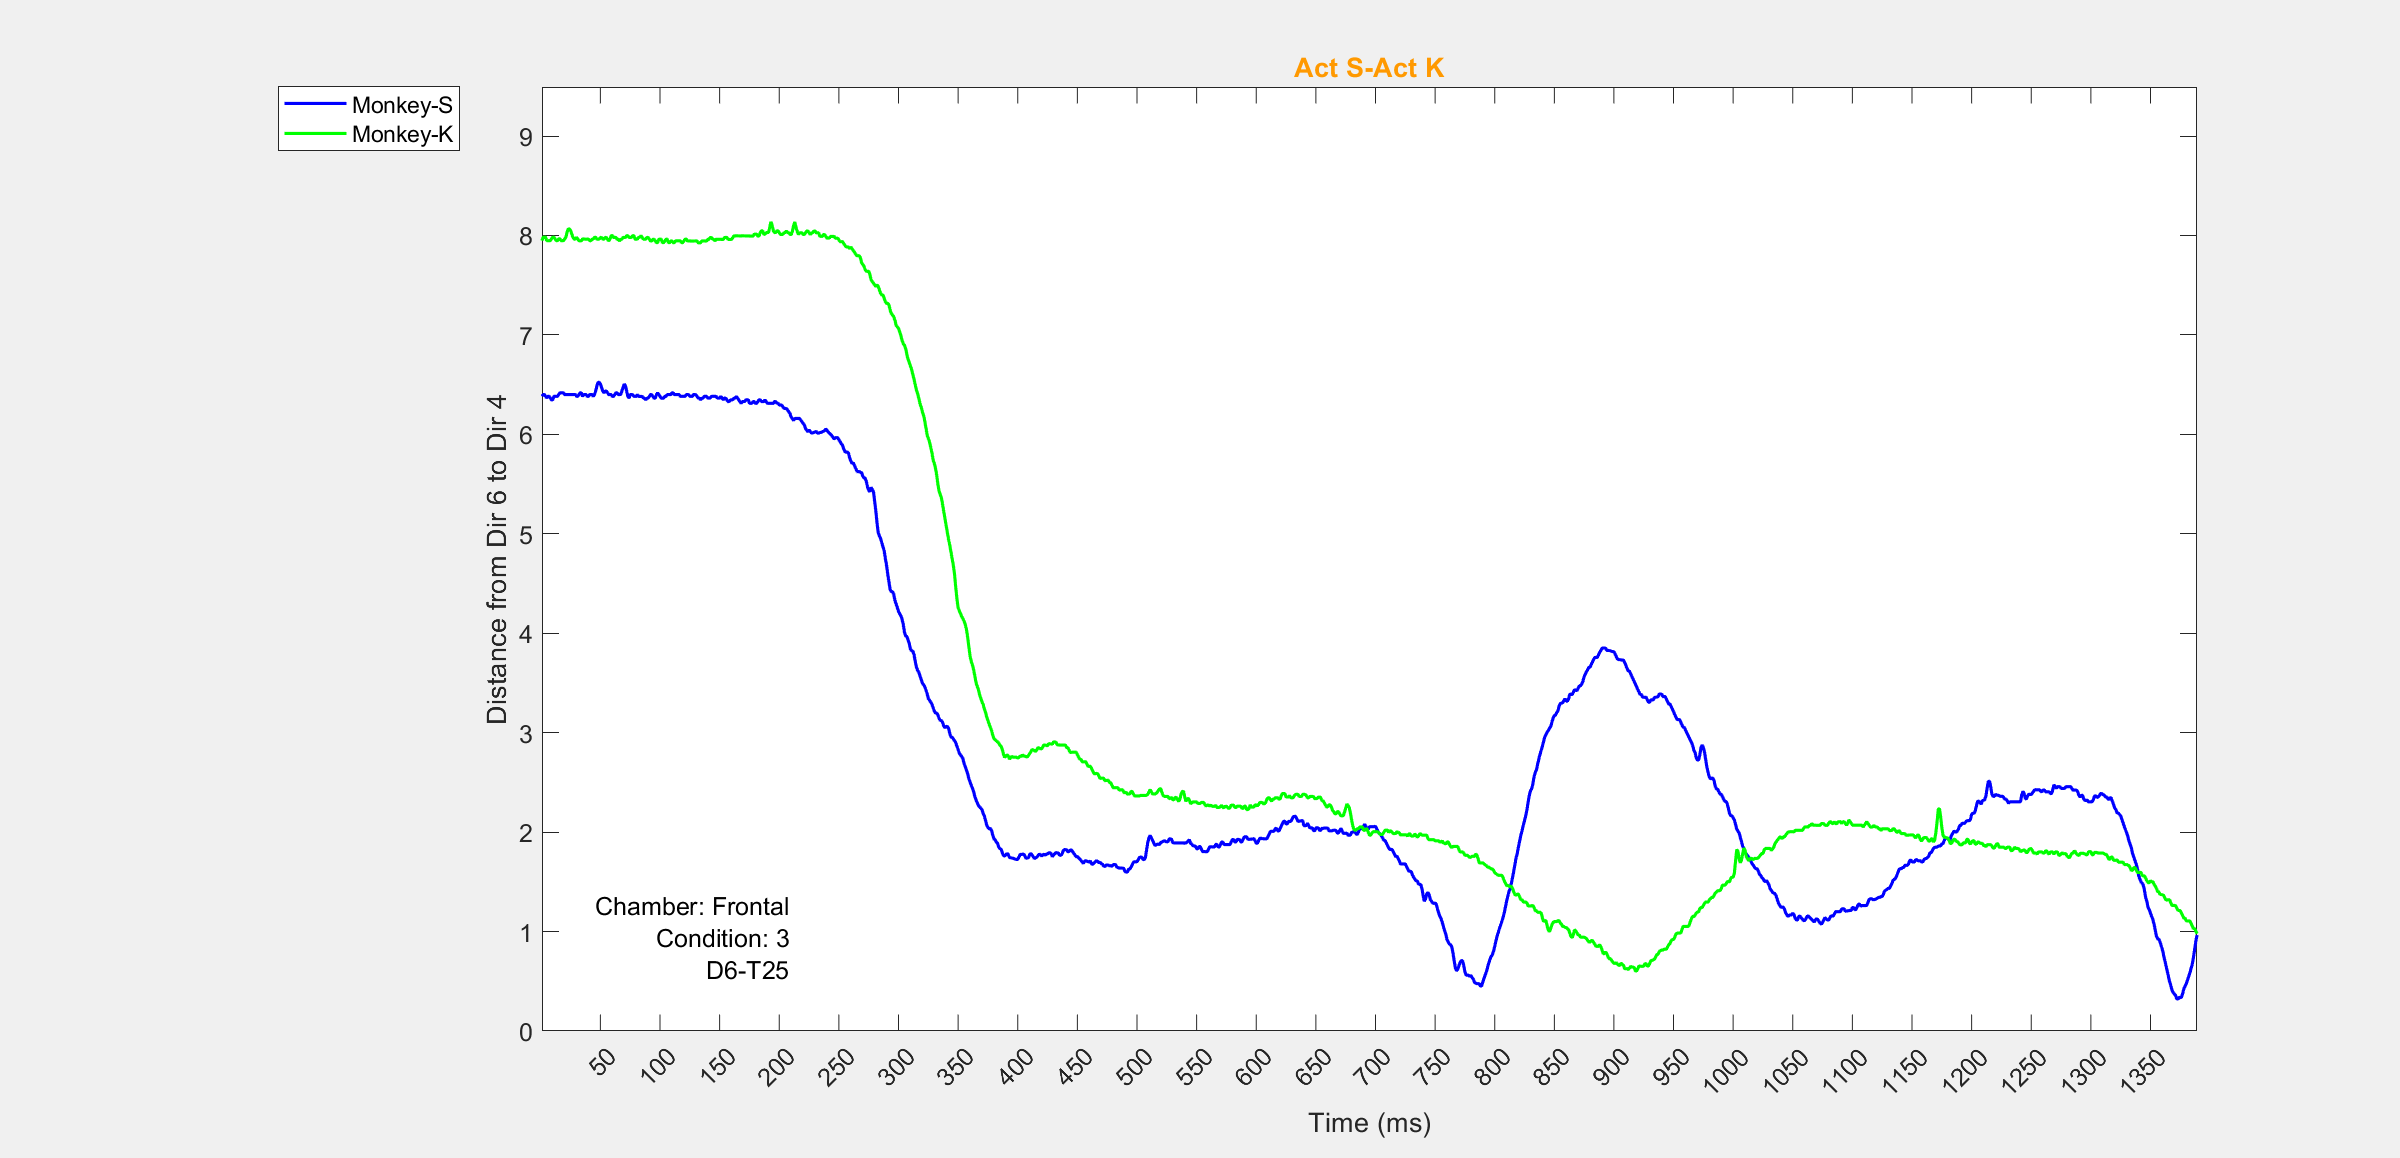 Act S-Act K
Monkey-S
Monkey-K
Distance from Dir 6 to Dir 4
9
8
7
6
5
4
3
2
1
0
Chamber: Frontal
Condition: 3
D6-T25
50 100 150 200 250 300 350 400 450 500 550 600 650 700 750 800 850 900 950 1000 1050 1100 1150 1200 1250 1300 1350
Time (ms)